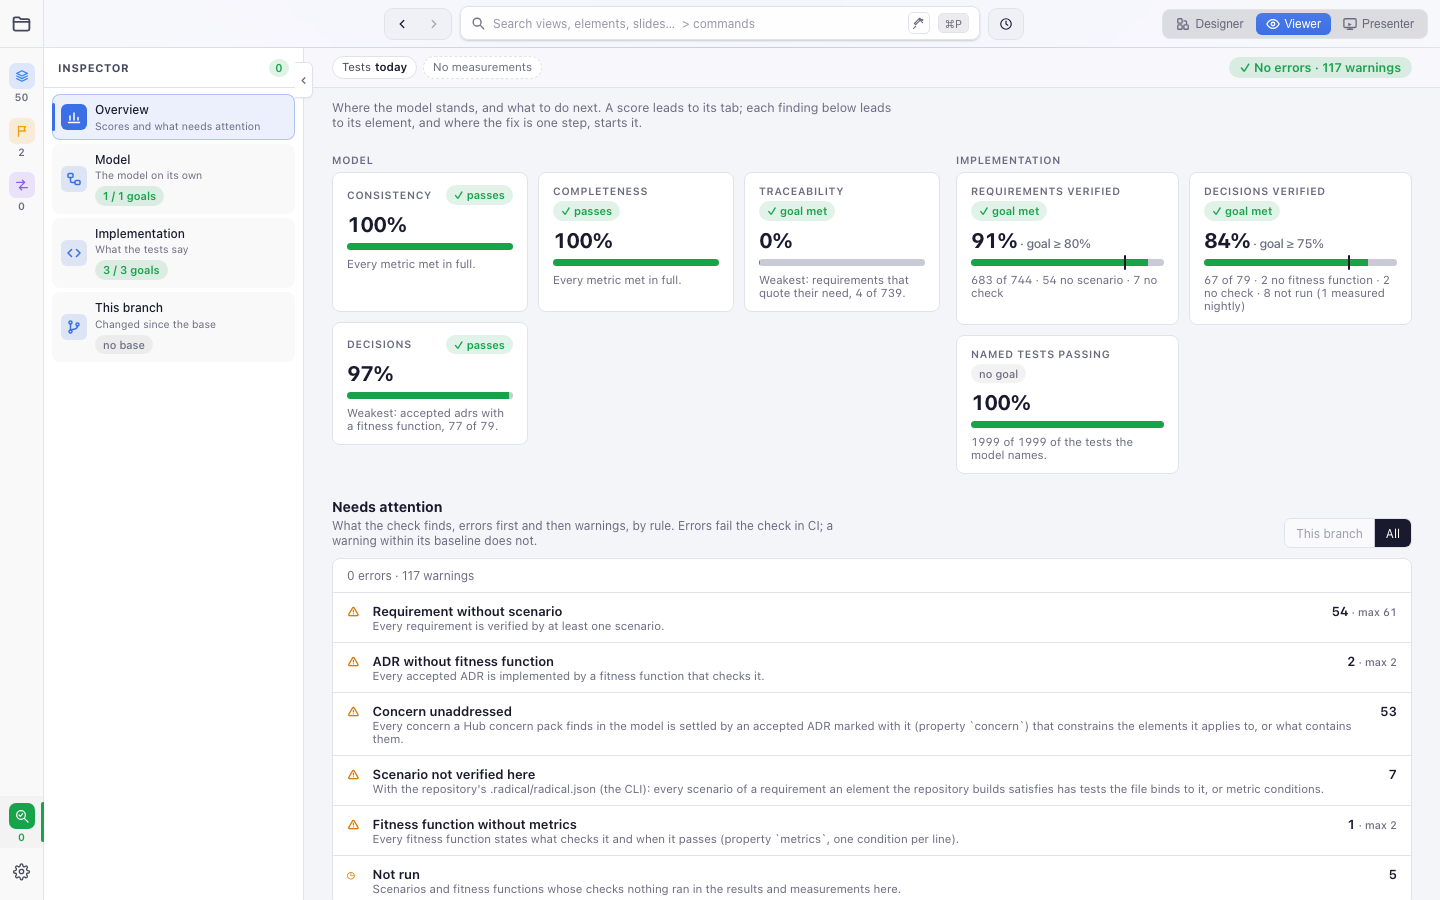 Search views, elements, slides... > commands
⌘P
Designer
Viewer
Presenter
INSPECTOR
0
Tests today
No measurements
✓ No errors · 117 warnings
50
2
0
0
Overview
Scores and what needs attention
Model
The model on its own
1 / 1 goals
Implementation
What the tests say
3 / 3 goals
This branch
Changed since the base
no base
Where the model stands, and what to do next. A score leads to its tab; each finding below leads
to its element, and where the fix is one step, starts it.
MODEL
CONSISTENCY
✓ passes
100%
Every metric met in full.
COMPLETENESS
✓ passes
100%
Every metric met in full.
TRACEABILITY
✓ goal met
0%
Weakest: requirements that
quote their need, 4 of 739.
DECISIONS
✓ passes
97%
Weakest: accepted adrs with
a fitness function, 77 of 79.
IMPLEMENTATION
REQUIREMENTS VERIFIED
✓ goal met
91% · goal ≥ 80%
683 of 744 · 54 no scenario · 7 no
check
DECISIONS VERIFIED
✓ goal met
84% · goal ≥ 75%
67 of 79 · 2 no fitness function · 2
no check · 8 not run (1 measured
nightly)
NAMED TESTS PASSING
no goal
100%
1999 of 1999 of the tests the
model names.
Needs attention
What the check finds, errors first and then warnings, by rule. Errors fail the check in CI; a
warning within its baseline does not.
This branch
All
0 errors · 117 warnings
Requirement without scenario
54 · max 61
Every requirement is verified by at least one scenario.
ADR without fitness function
2 · max 2
Every accepted ADR is implemented by a fitness function that checks it.
Concern unaddressed
53
Every concern a Hub concern pack finds in the model is settled by an accepted ADR marked with it (property `concern`) that constrains the elements it applies to, or what contains
them.
Scenario not verified here
7
With the repository's .radical/radical.json (the CLI): every scenario of a requirement an element the repository builds satisfies has tests the file binds to it, or metric conditions.
Fitness function without metrics
1 · max 2
Every fitness function states what checks it and when it passes (property `metrics`, one condition per line).
Not run
5
Scenarios and fitness functions whose checks nothing ran in the results and measurements here.